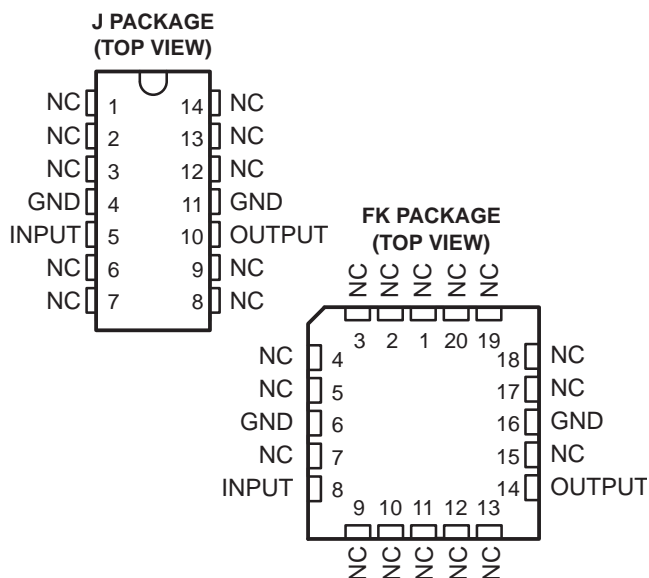 J PACKAGE
(TOP VIEW)
NC 1 14 NC
NC 2 13 NC
NC 3 12 NC
GND 4 11 GND
INPUT 5 10 OUTPUT
NC 6 9 NC
NC 7 8 NC
FK PACKAGE
(TOP VIEW)
NC NC NC NC NC
3 2 1 20 19
NC 4 18 NC
NC 5 17 NC
GND 6 16 GND
NC 7 15 NC
INPUT 8 14 OUTPUT
9 10 11 12 13
NC NC NC NC NC